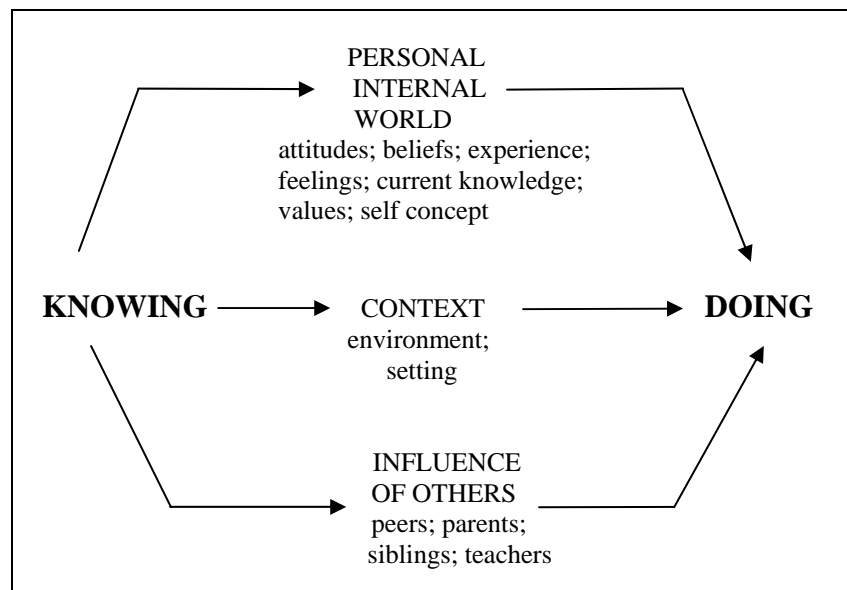 PERSONAL
INTERNAL
WORLD
attitudes; beliefs; experience;
feelings; current knowledge;
values; self concept
KNOWING
CONTEXT
environment;
setting
DOING
INFLUENCE
OF OTHERS
peers; parents;
siblings; teachers